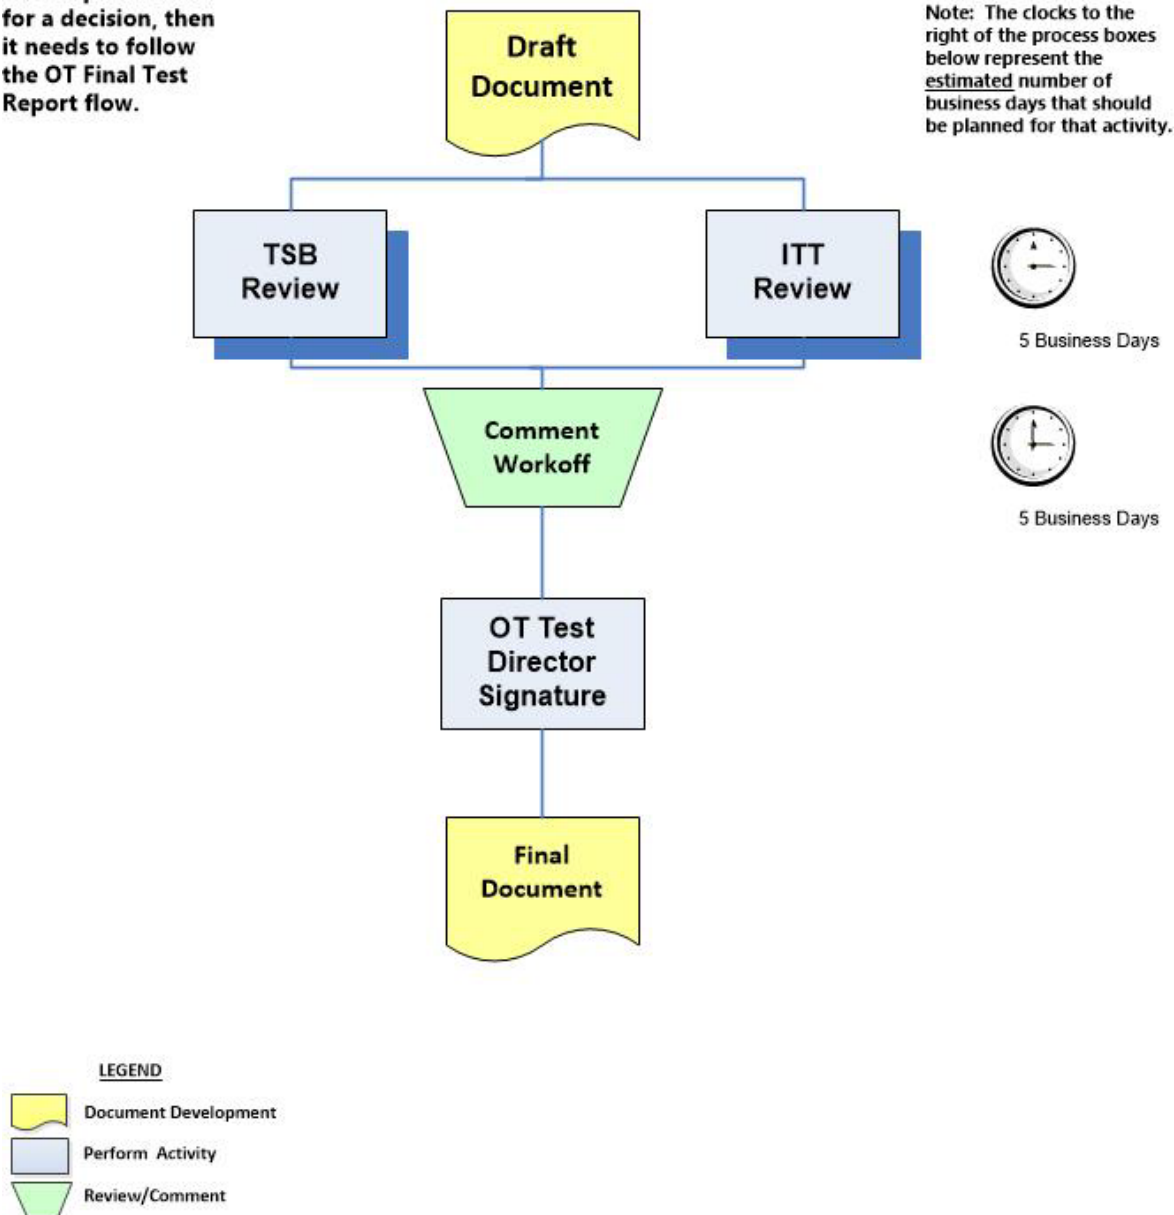 for a decision, then
it needs to follow
the OT Final Test
Report flow.
Note: The clocks to the
right of the process boxes
below represent the
estimated number of
business days that should
be planned for that activity.
Draft
Document
TSB
Review
ITT
Review
5 Business Days
Comment
Workoff
5 Business Days
OT Test
Director
Signature
Final
Document
LEGEND
Document Development
Perform Activity
Review/Comment